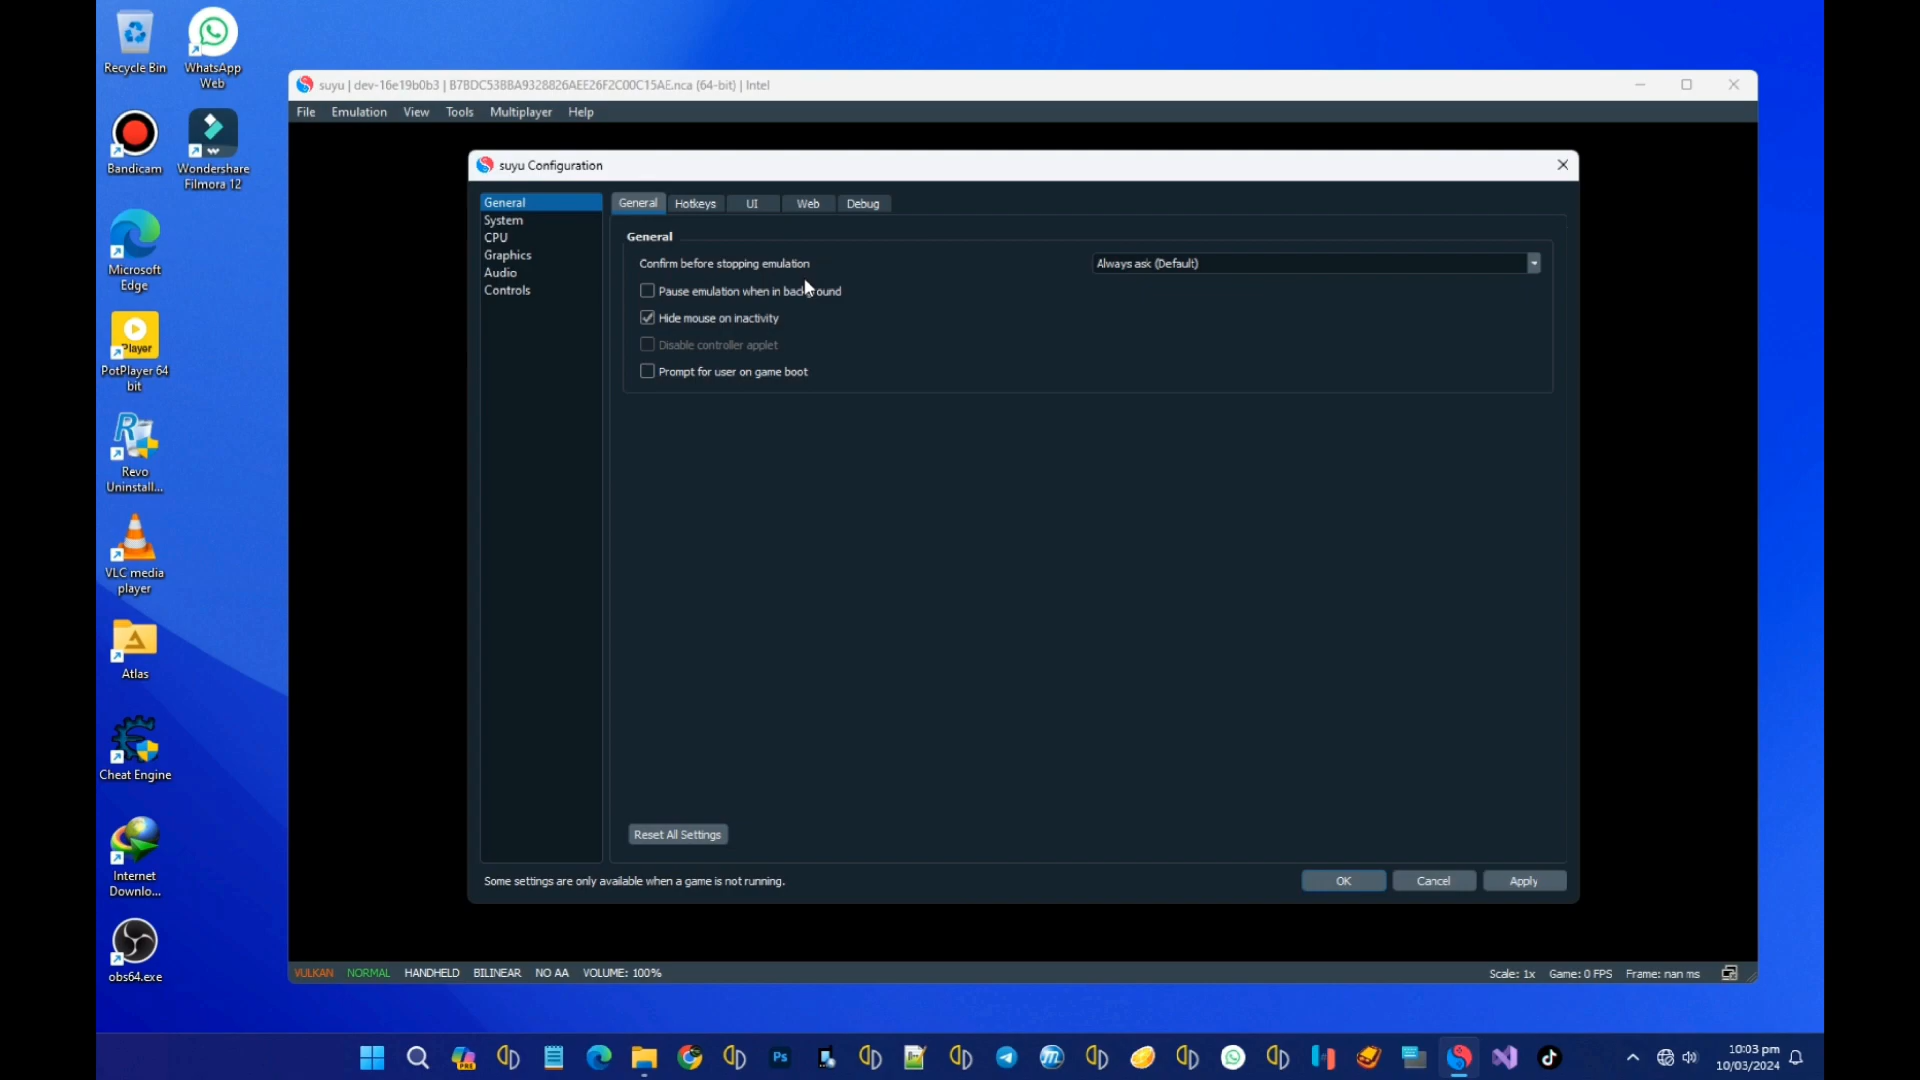 Recycle Bin
WhatsApp
Web
Bandicam
Wondershare
Filmora 12
Microsoft
Edge
Player
PotPlayer 64
bit
Revo
Uninstall...
VLC media
player
Atlas
Cheat Engine
Internet
Downlo...
obs64.exe
suyu | dev-16e19b0b3 | B7BDC53BBA9328826AEE26F2C00C15AE.nca (64-bit) | Intel
File Emulation View Tools Multiplayer Help
suyu Configuration
General
System
CPU
Graphics
Audio
Controls
General Hotkeys UI Web Debug
General
Confirm before stopping emulation Always ask (Default)
Pause emulation when in background
Hide mouse on inactivity
Disable controller applet
Prompt for user on game boot
Reset All Settings
Some settings are only available when a game is not running.
OK Cancel Apply
VULKAN NORMAL HANDHELD BILINEAR NO AA VOLUME: 100%
Scale: 1x Game: 0 FPS Frame: nan ms
PRE
Ps
10:03 pm
10/03/2024